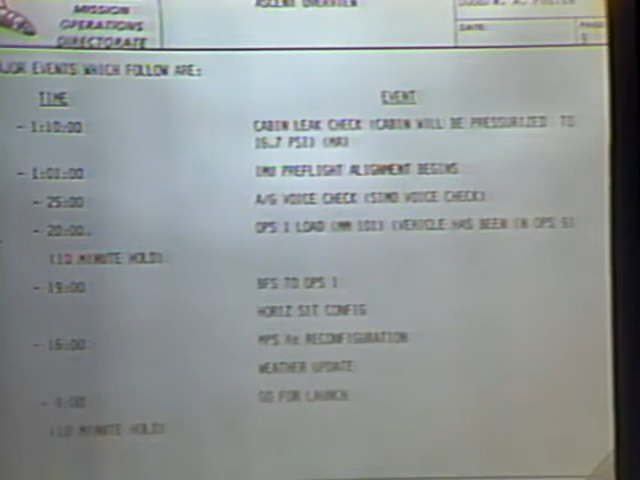 MISSION
OPERATIONS
DIRECTORATE
ASCENT OVERVIEW
DATE:
PAGE
MAJOR EVENTS WHICH FOLLOW ARE:
TIME EVENT
- 1:10:00 CABIN LEAK CHECK (CABIN WILL BE PRESSURIZED TO
16.7 PSI) (MA)
- 1:01:00 IMU PREFLIGHT ALIGNMENT BEGINS
- 25:00 A/G VOICE CHECK (SIMO VOICE CHECK)
- 20:00 OPS 1 LOAD (MM 101) (VEHICLE HAS BEEN IN OPS 9)
(10 MINUTE HOLD)
- 19:00 BFS TO OPS 1
HORIZ SIT CONFIG
- 16:00 MPS He RECONFIGURATION
WEATHER UPDATE
- 9:00 GO FOR LAUNCH
(10 MINUTE HOLD)